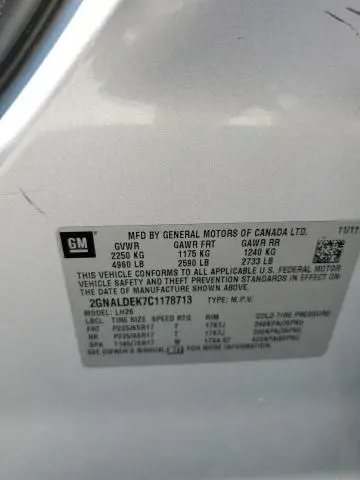 GM
MFD BY GENERAL MOTORS OF CANADA LTD. 11/11
GVWR GAWR FRT GAWR RR
2250 KG 1175 KG 1240 KG
4960 LB 2590 LB 2733 LB
THIS VEHICLE CONFORMS TO ALL APPLICABLE U.S. FEDERAL MOTOR
VEHICLE SAFETY AND THEFT PREVENTION STANDARDS IN EFFECT ON THE
DATE OF MANUFACTURE SHOWN ABOVE.
2GNALDEK7C1178713 TYPE: M.P.V.
MODEL: LH26
LBCL TIRE SIZE SPEED RTG RIM COLD TIRE PRESSURE
FRT P235/65R17 T 17X7J 240KPA(35PSI)
RR P235/65R17 T 17X7J
SPA
SEE OWNER'S MANUAL FOR MORE INFORMATION.